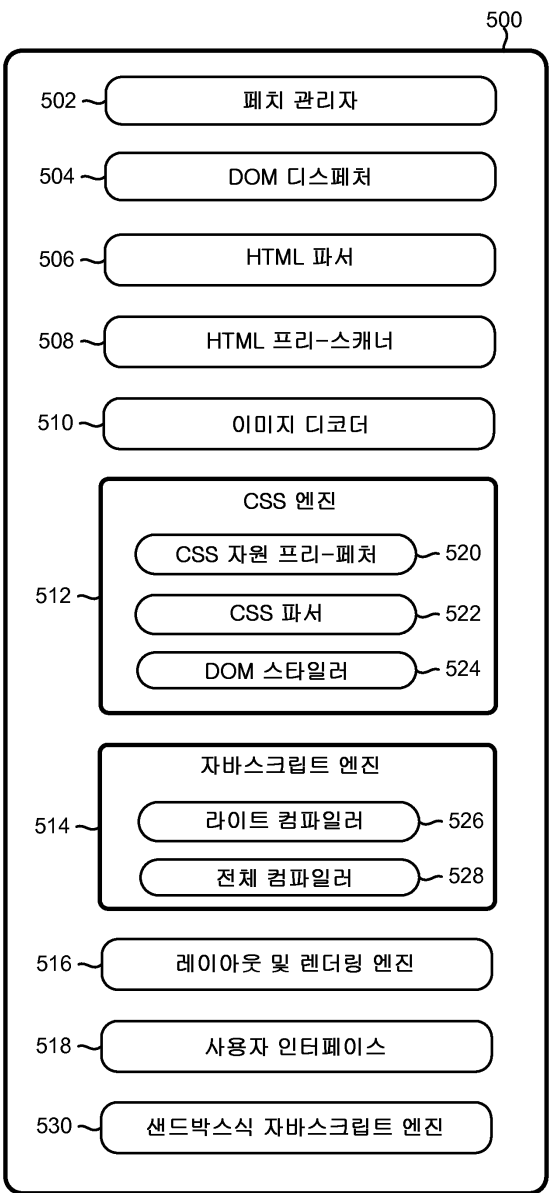 500
502 페치 관리자
504 DOM 디스페처
506 HTML 파서
508 HTML 프리-스캐너
510 이미지 디코더
CSS 엔진
CSS 자원 프리-페처 520
512
CSS 파서 522
DOM 스타일러 524
자바스크립트 엔진
514 라이트 컴파일러 526
전체 컴파일러 528
516 레이아웃 및 렌더링 엔진
518 사용자 인터페이스
530 샌드박스식 자바스크립트 엔진